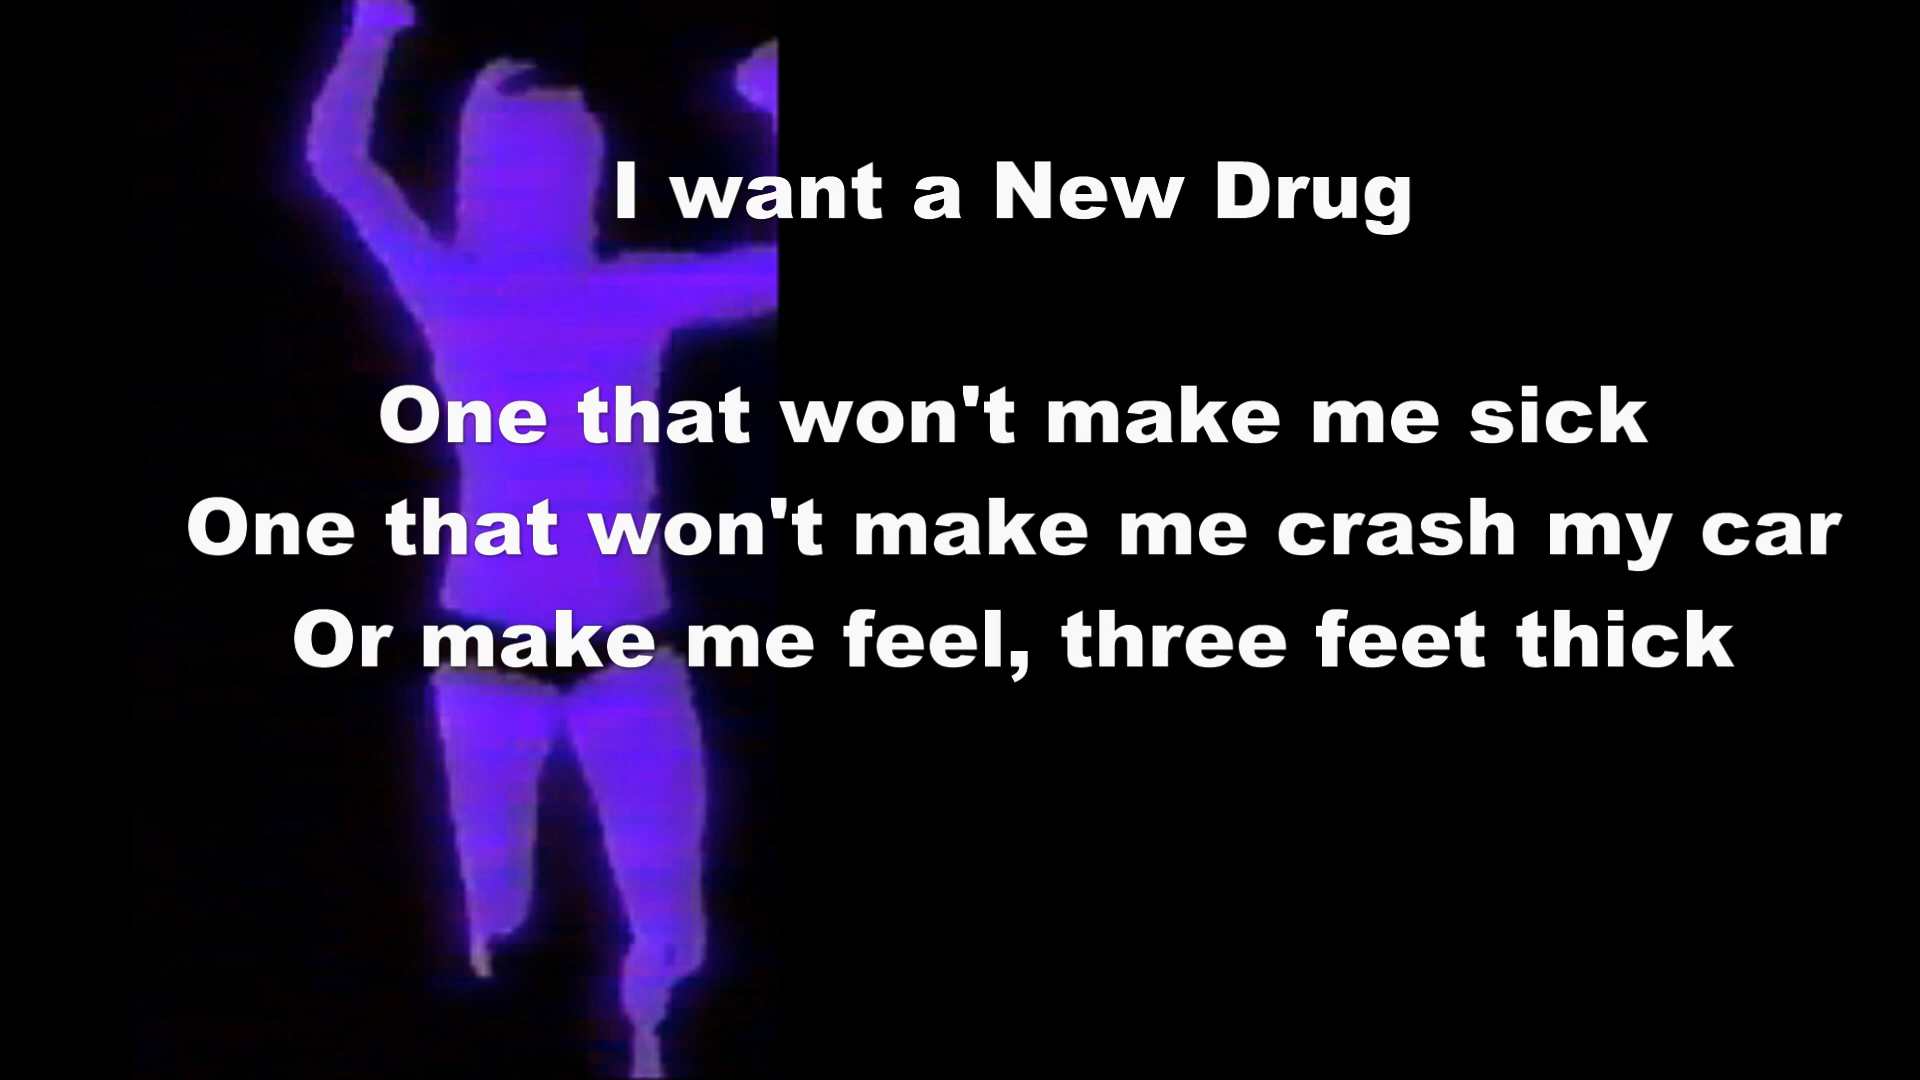 I want a New Drug
One that won't make me sick
One that won't make me crash my car
Or make me feel, three feet thick